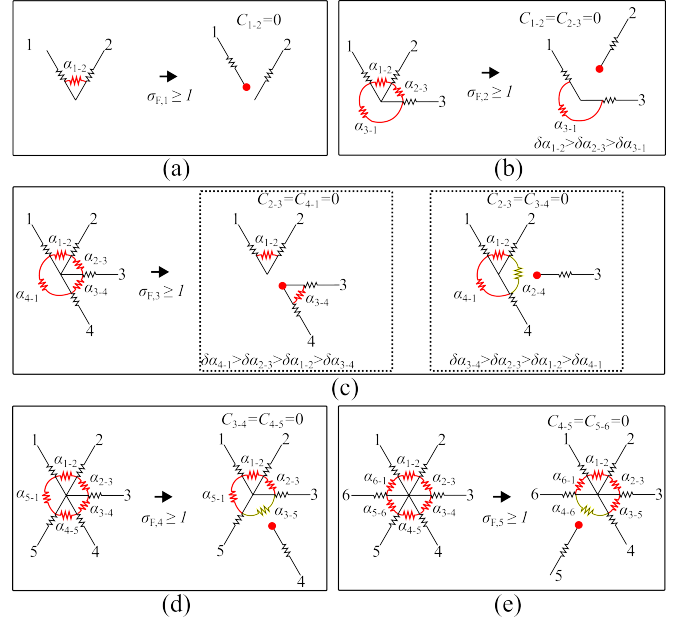 C1-2=0
1
2
1
2
α1-2
σF,1 ≥ 1
(a)
C1-2=C2-3=0
1
2
2
α1-2
α2-3
3
3
α3-1
σF,2 ≥ 1
α3-1
δα1-2>δα2-3>δα3-1
(b)
C2-3=C4-1=0
C2-3=C3-4=0
1
2
1
2
1
2
α1-2
α1-2
α1-2
α2-3
3
3
3
α4-1
α3-4
α3-4
α4-1
α2-4
σF,3 ≥ 1
4
4
4
δα4-1>δα2-3>δα1-2>δα3-4
δα3-4>δα2-3>δα1-2>δα4-1
(c)
C3-4=C4-5=0
1
2
1
2
α1-2
α1-2
α2-3
α2-3
α5-1
3
α5-1
3
α3-4
α3-5
α4-5
σF,4 ≥ 1
5
4
5
4
(d)
C4-5=C5-6=0
1
2
1
2
α1-2
α1-2
α6-1
α2-3
α6-1
α2-3
6
3
6
3
α5-6
α3-4
α4-6
α3-5
α4-5
σF,5 ≥ 1
5
4
5
4
(e)